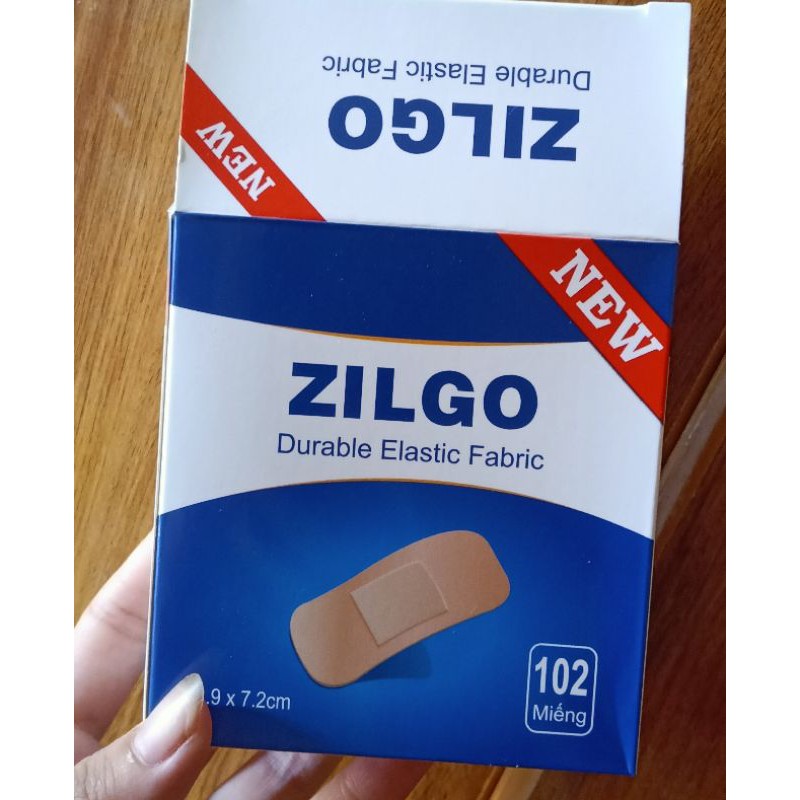 Durable Elastic Fabric
ZILGO
NEW
NEW
ZILGO
Durable Elastic Fabric
.9 x 7.2cm
102
Miếng